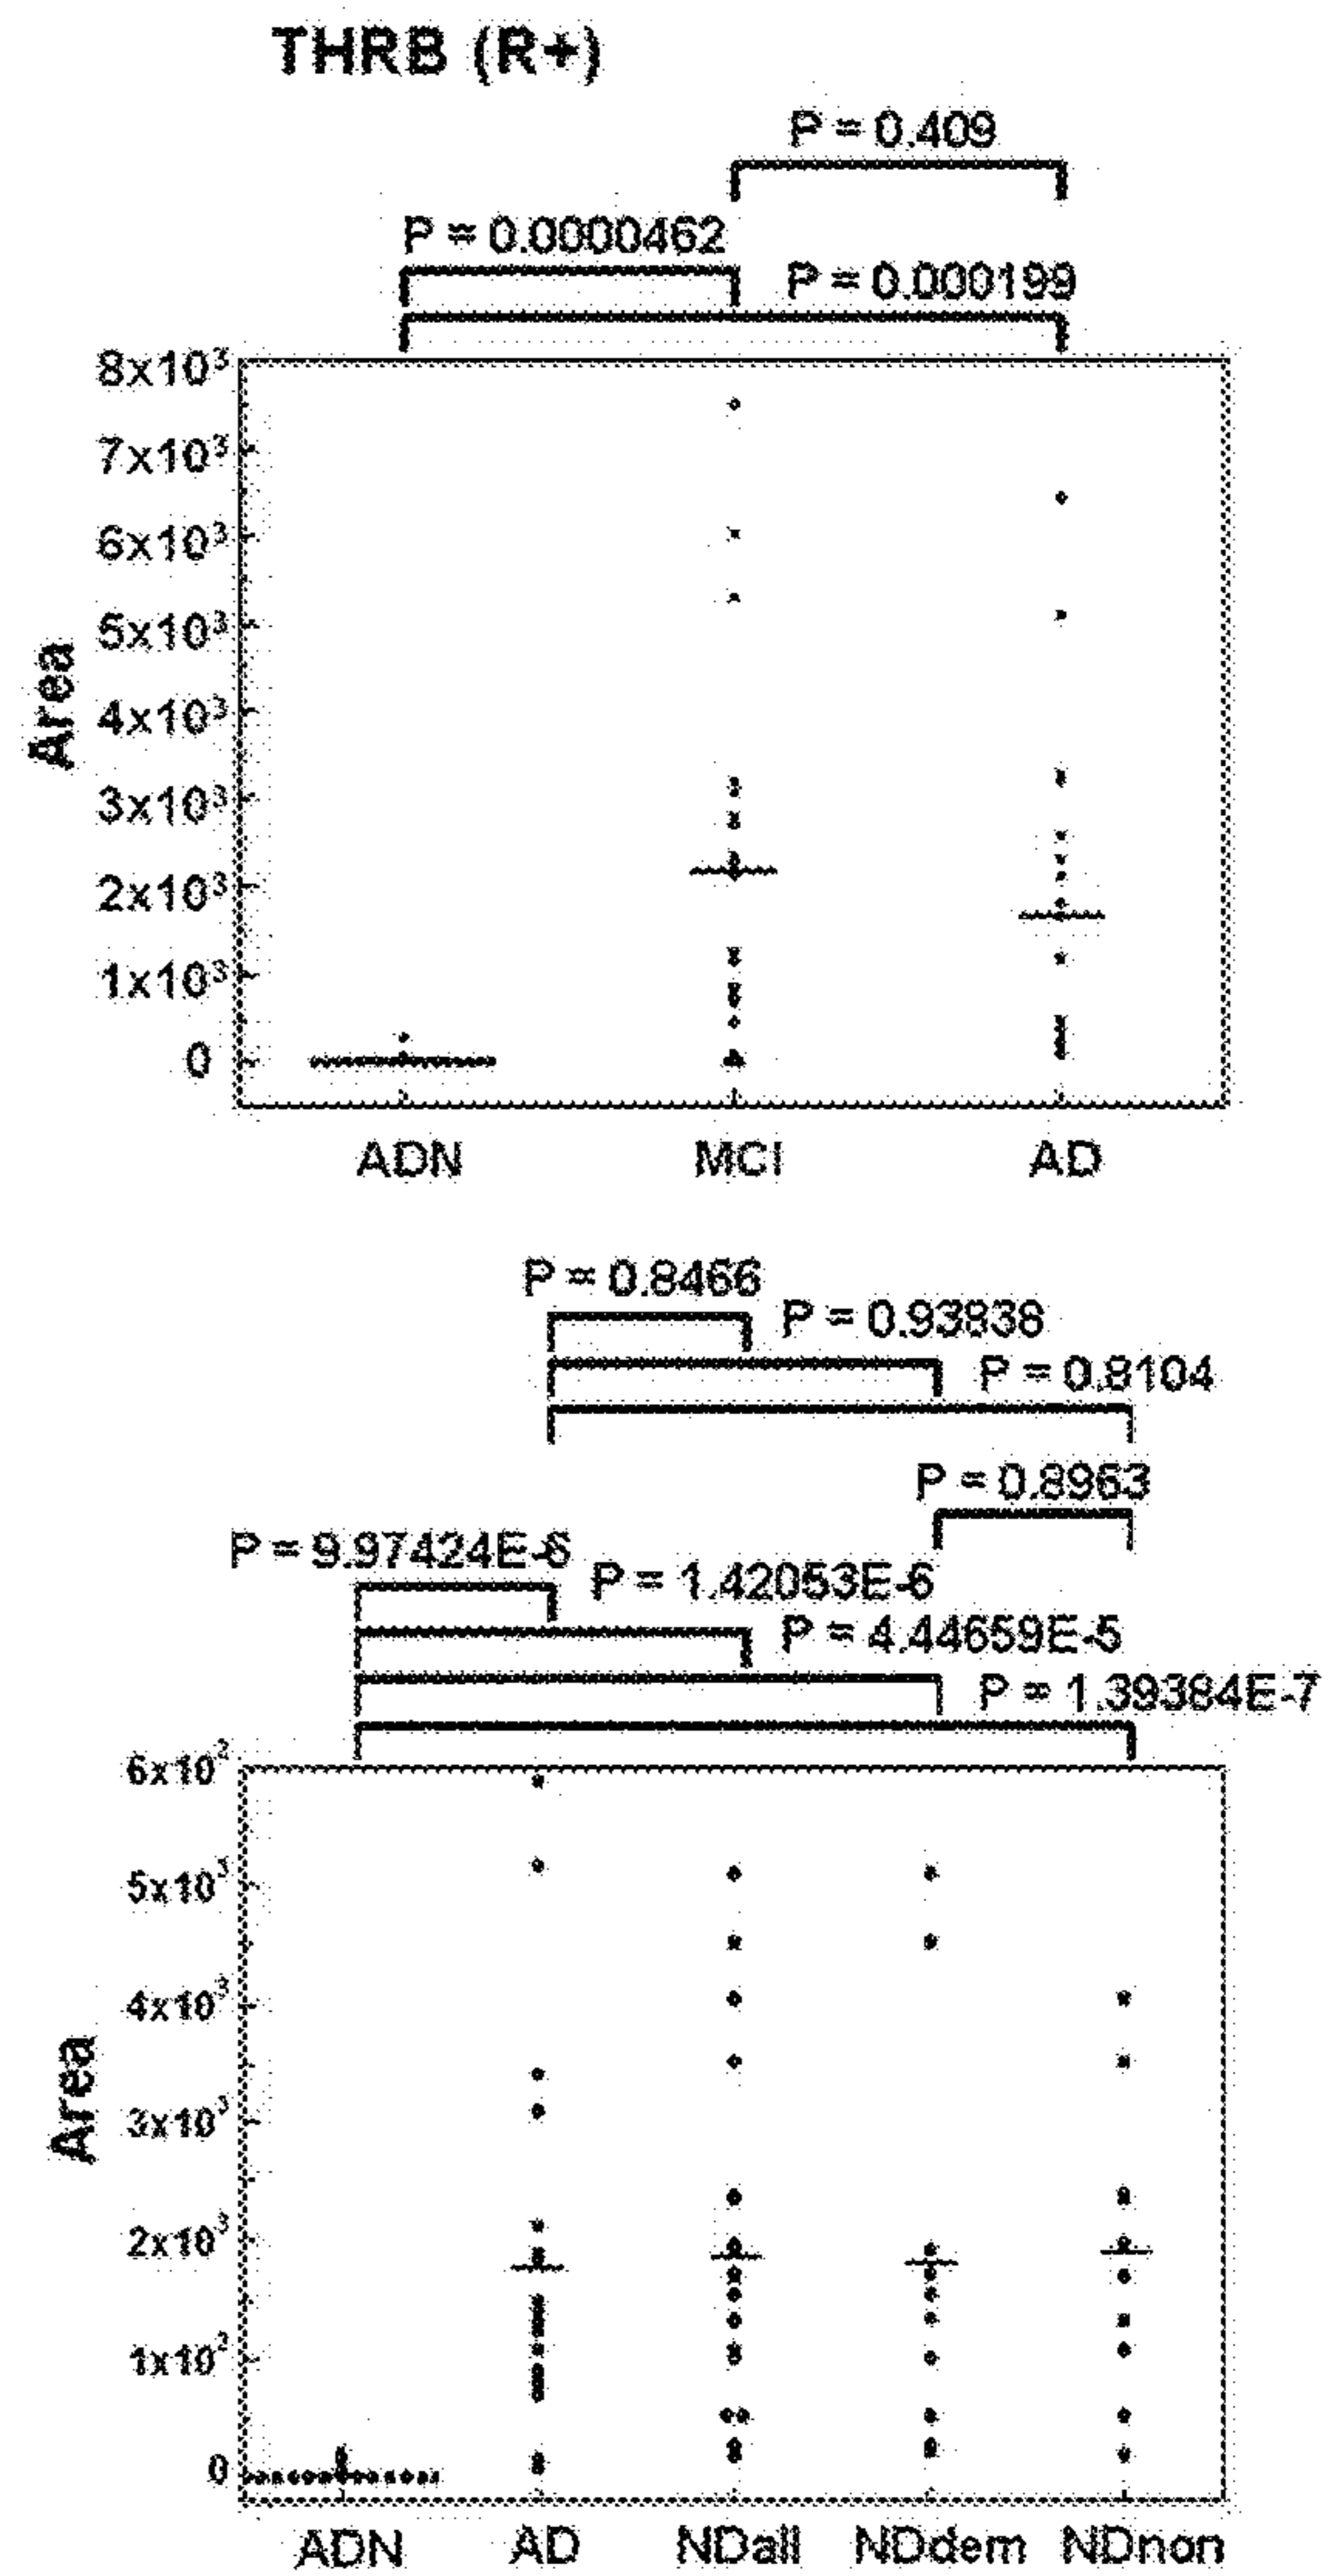 THRB (R+)
P = 0.409
P = 0.0000462
P = 0.000199
8x10³
7x10³
6x10³
5x10³
4x10³
3x10³
2x10³
1x10³
0
Area
ADN MCI AD
P = 0.8466
P = 0.93838
P = 0.8104
P = 0.8963
P = 9.97424E-6
P = 1.42053E-6
P = 4.44659E-5
P = 1.39384E-7
6x10²
5x10³
4x10³
3x10³
2x10³
1x10²
0
Area
ADN AD NDall NDdem NDnon